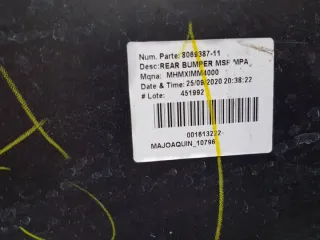 Num. Parte: 8069387-11
Desc:REAR BUMPER MSF MPA
Mqna: MHMXIMM4000
Date & Time: 25/09/2020 20:38:22
# Lote: 451992
001613222
MAJOAQUIN_10796